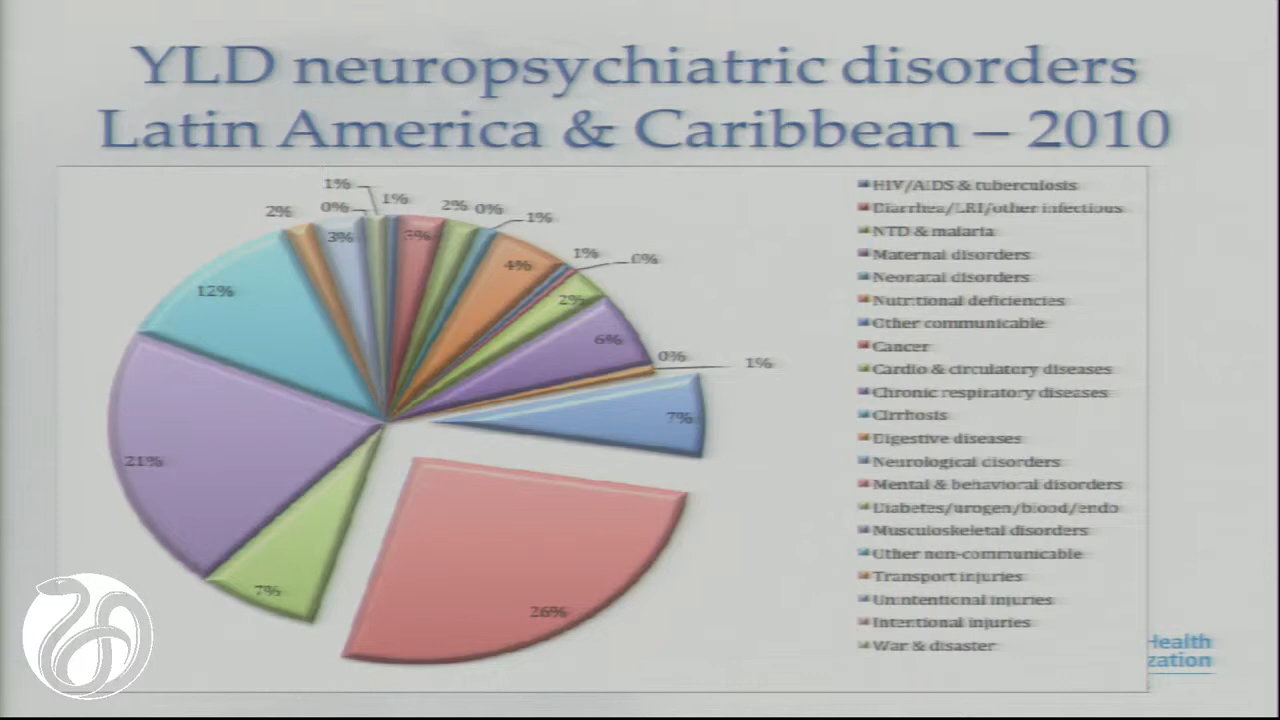 YLD neuropsychiatric disorders
Latin America & Caribbean – 2010
1%
0%
2%
3%
12%
21%
7%
26%
7%
1%
0%
6%
2%
0%
1%
4%
1%
0%
2%
3%
1%
HIV/AIDS & tuberculosis
Diarrhea/LRI/other infectious
NTD & malaria
Maternal disorders
Neonatal disorders
Nutritional deficiencies
Other communicable
Cancer
Cardio & circulatory diseases
Chronic respiratory diseases
Cirrhosis
Digestive diseases
Neurological disorders
Mental & behavioral disorders
Diabetes/urogen/blood/endo
Musculoskeletal disorders
Other non-communicable
Transport injuries
Unintentional injuries
Intentional injuries
War & disaster
Health
zation